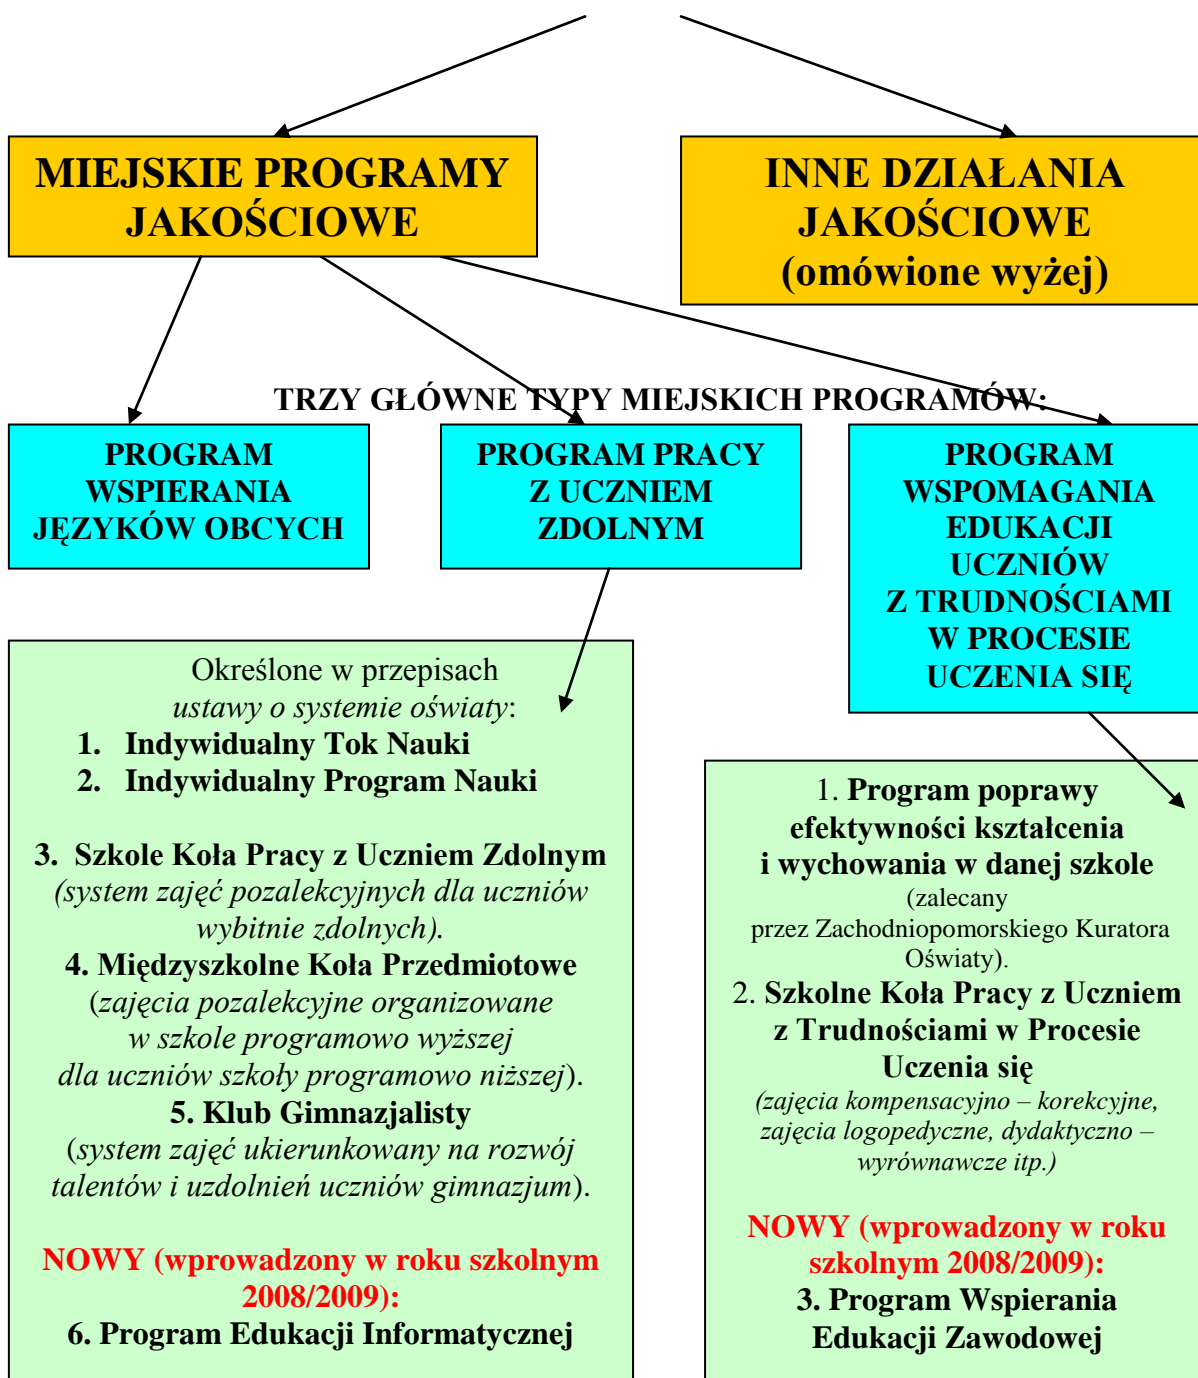 MIEJSKIE PROGRAMY
JAKOŚCIOWE
INNE DZIAŁANIA
JAKOŚCIOWE
(omówione wyżej)
TRZY GŁÓWNE TYPY MIEJSKICH PROGRAMÓW:
PROGRAM
WSPIERANIA
JĘZYKÓW OBCYCH
PROGRAM PRACY
Z UCZNIEM
ZDOLNYM
PROGRAM
WSPOMAGANIA
EDUKACJI
UCZNIÓW
Z TRUDNOŚCIAMI
W PROCESIE
UCZENIA SIĘ
Określone w przepisach
ustawy o systemie oświaty:
1. Indywidualny Tok Nauki
2. Indywidualny Program Nauki
3. Szkole Koła Pracy z Uczniem Zdolnym
(system zajęć pozalekcyjnych dla uczniów
wybitnie zdolnych).
4. Międzyszkolne Koła Przedmiotowe
(zajęcia pozalekcyjne organizowane
w szkole programowo wyższej
dla uczniów szkoły programowo niższej).
5. Klub Gimnazjalisty
(system zajęć ukierunkowany na rozwój
talentów i uzdolnień uczniów gimnazjum).
NOWY (wprowadzony w roku szkolnym
2008/2009):
6. Program Edukacji Informatycznej
1. Program poprawy
efektywności kształcenia
i wychowania w danej szkole
(zalecany
przez Zachodniopomorskiego Kuratora
Oświaty).
2. Szkolne Koła Pracy z Uczniem
z Trudnościami w Procesie
Uczenia się
(zajęcia kompensacyjno – korekcyjne,
zajęcia logopedyczne, dydaktyczno –
wyrównawcze itp.)
NOWY (wprowadzony w roku
szkolnym 2008/2009):
3. Program Wspierania
Edukacji Zawodowej